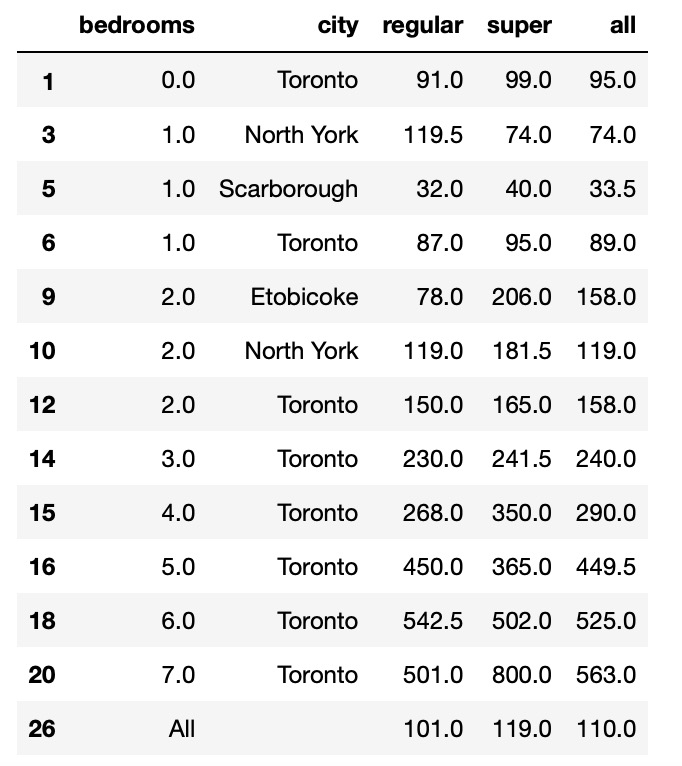 bedrooms city regular super all
1 0.0 Toronto 91.0 99.0 95.0
3 1.0 North York 119.5 74.0 74.0
5 1.0 Scarborough 32.0 40.0 33.5
6 1.0 Toronto 87.0 95.0 89.0
9 2.0 Etobicoke 78.0 206.0 158.0
10 2.0 North York 119.0 181.5 119.0
12 2.0 Toronto 150.0 165.0 158.0
14 3.0 Toronto 230.0 241.5 240.0
15 4.0 Toronto 268.0 350.0 290.0
16 5.0 Toronto 450.0 365.0 449.5
18 6.0 Toronto 542.5 502.0 525.0
20 7.0 Toronto 501.0 800.0 563.0
26 All 101.0 119.0 110.0